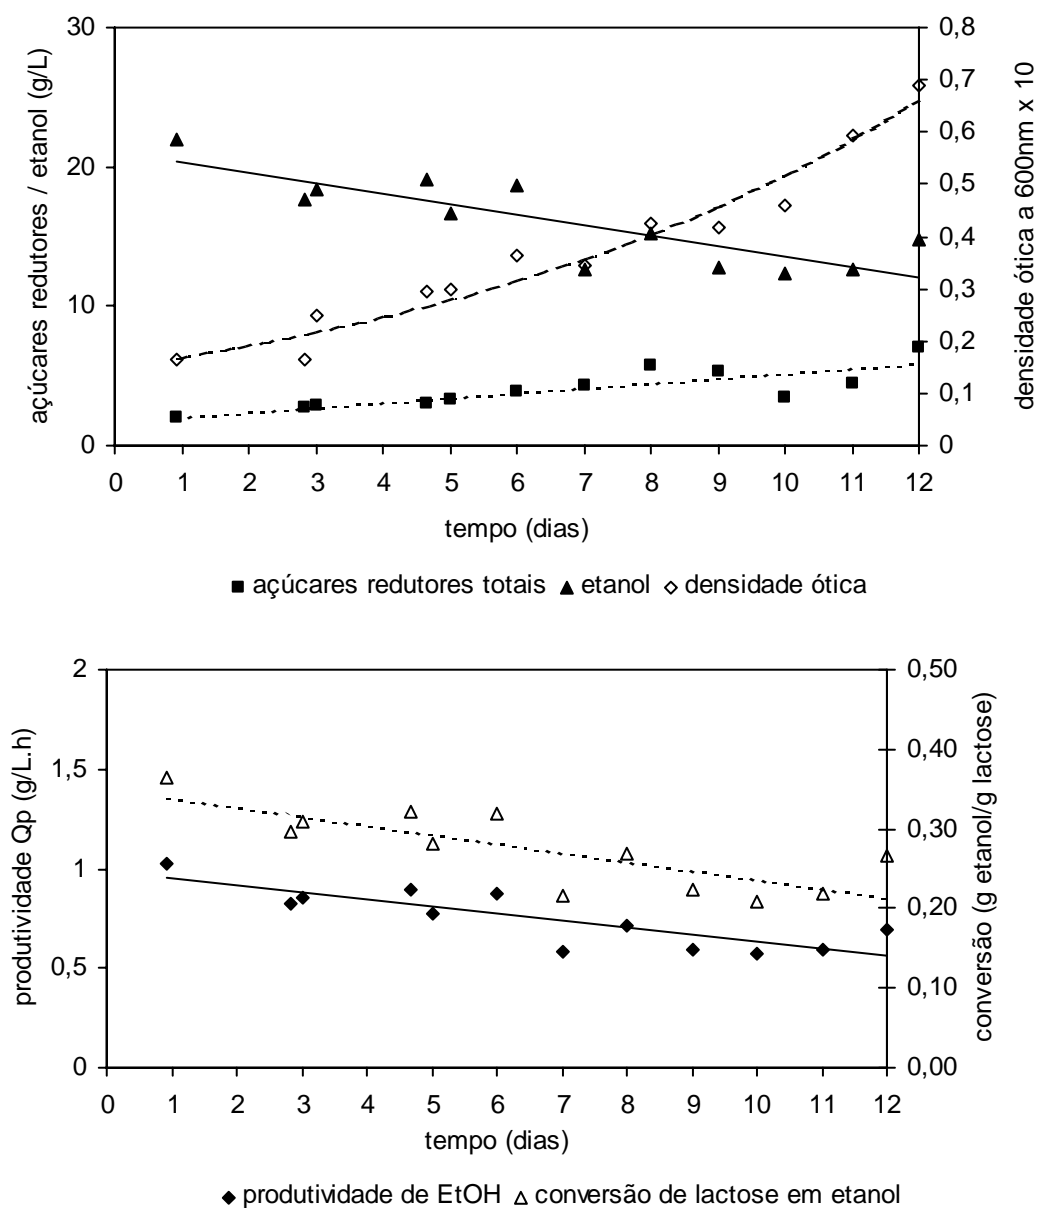 açúcares redutores / etanol (g/L)
30
20
10
0
0,8
0,7
0,6
0,5
0,4
0,3
0,2
0,1
0
densidade ótica a 600nm x 10
0 1 3 3 5 5 6 7 8 9 10 11 12
tempo (dias)
açúcares redutores totais etanol densidade ótica
produtividade Qp (g/L.h)
2
1,5
1
0,5
0
0,50
0,40
0,30
0,20
0,10
0,00
conversão (g etanol/g lactose)
0 1 2 3 4 5 6 7 8 9 10 11 12
tempo (dias)
produtividade de EtOH conversão de lactose em etanol